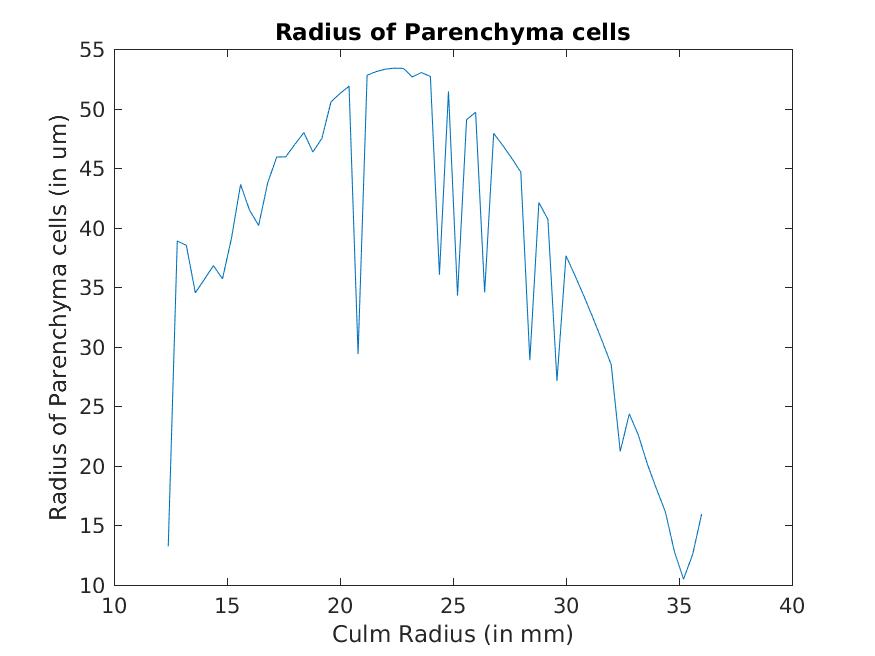 Radius of Parenchyma cells
55
50
45
40
35
30
25
20
15
10
Radius of Parenchyma cells (in um)
10 15 20 25 30 35 40
Culm Radius (in mm)